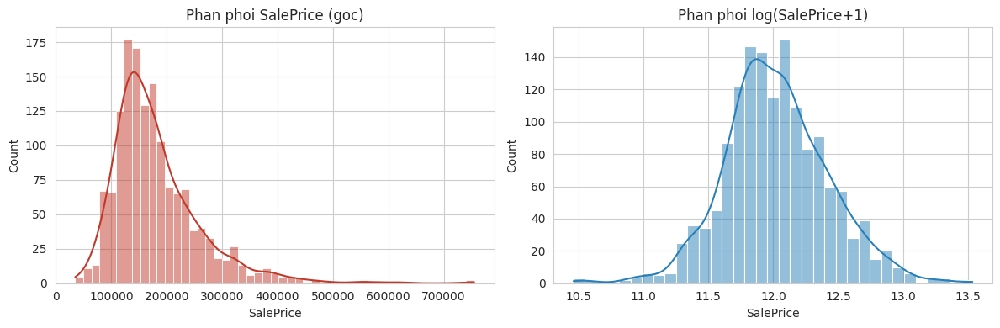 Phan phoi SalePrice (goc)
175
150
125
100
75
50
25
0
Count
0 100000 200000 300000 400000 500000 600000 700000
SalePrice
Phan phoi log(SalePrice+1)
140
120
100
80
60
40
20
0
Count
10.5 11.0 11.5 12.0 12.5 13.0 13.5
SalePrice